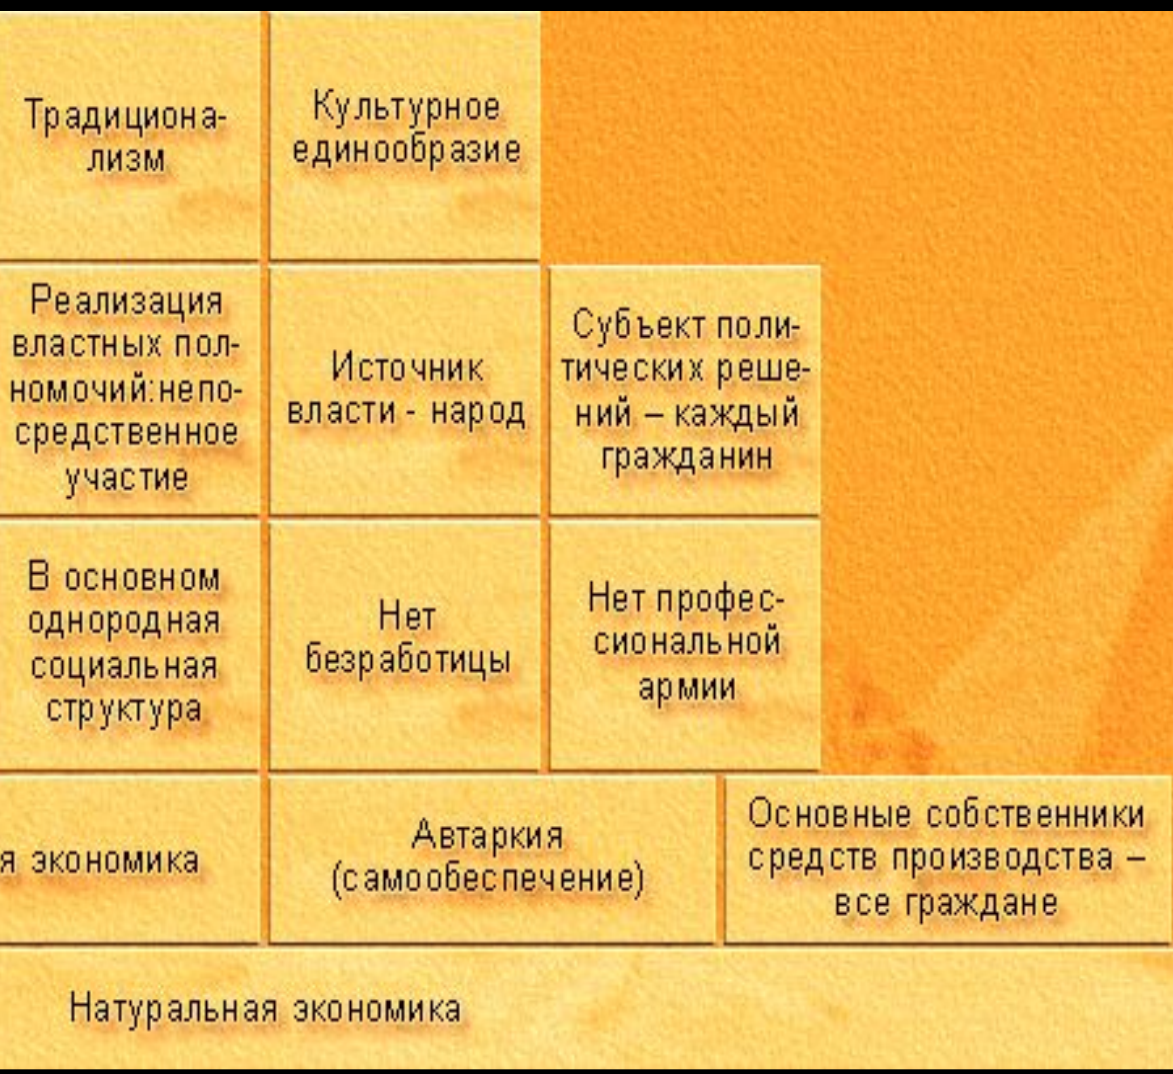 Традициона-
лизм
Культурное
единообразие
Реализация
властных пол-
номочий:непо-
средственное
участие
Источник
власти - народ
Субъект поли-
тических реше-
ний – каждый
гражданин
В основном
однородная
социальная
структура
Нет
безработицы
Нет профес-
сиональной
армии
я экономика
Автаркия
(самообеспечение)
Основные собственники
средств производства –
все граждане
Натуральная экономика